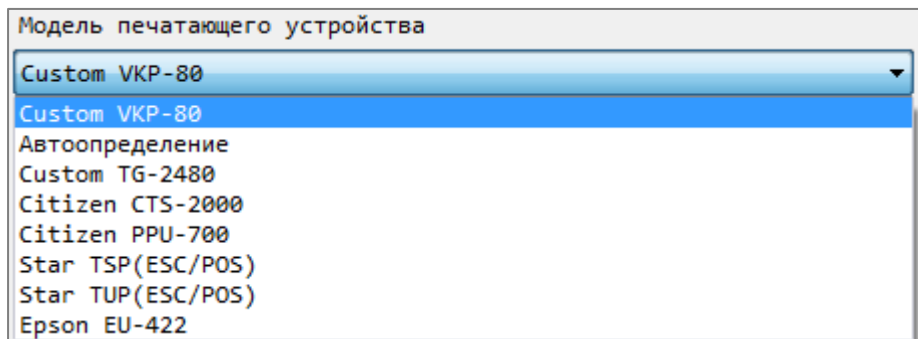 Модель печатающего устройства
Custom VKP-80
Custom VKP-80
Автоопределение
Custom TG-2480
Citizen CTS-2000
Citizen PPU-700
Star TSP(ESC/POS)
Star TUP(ESC/POS)
Epson EU-422